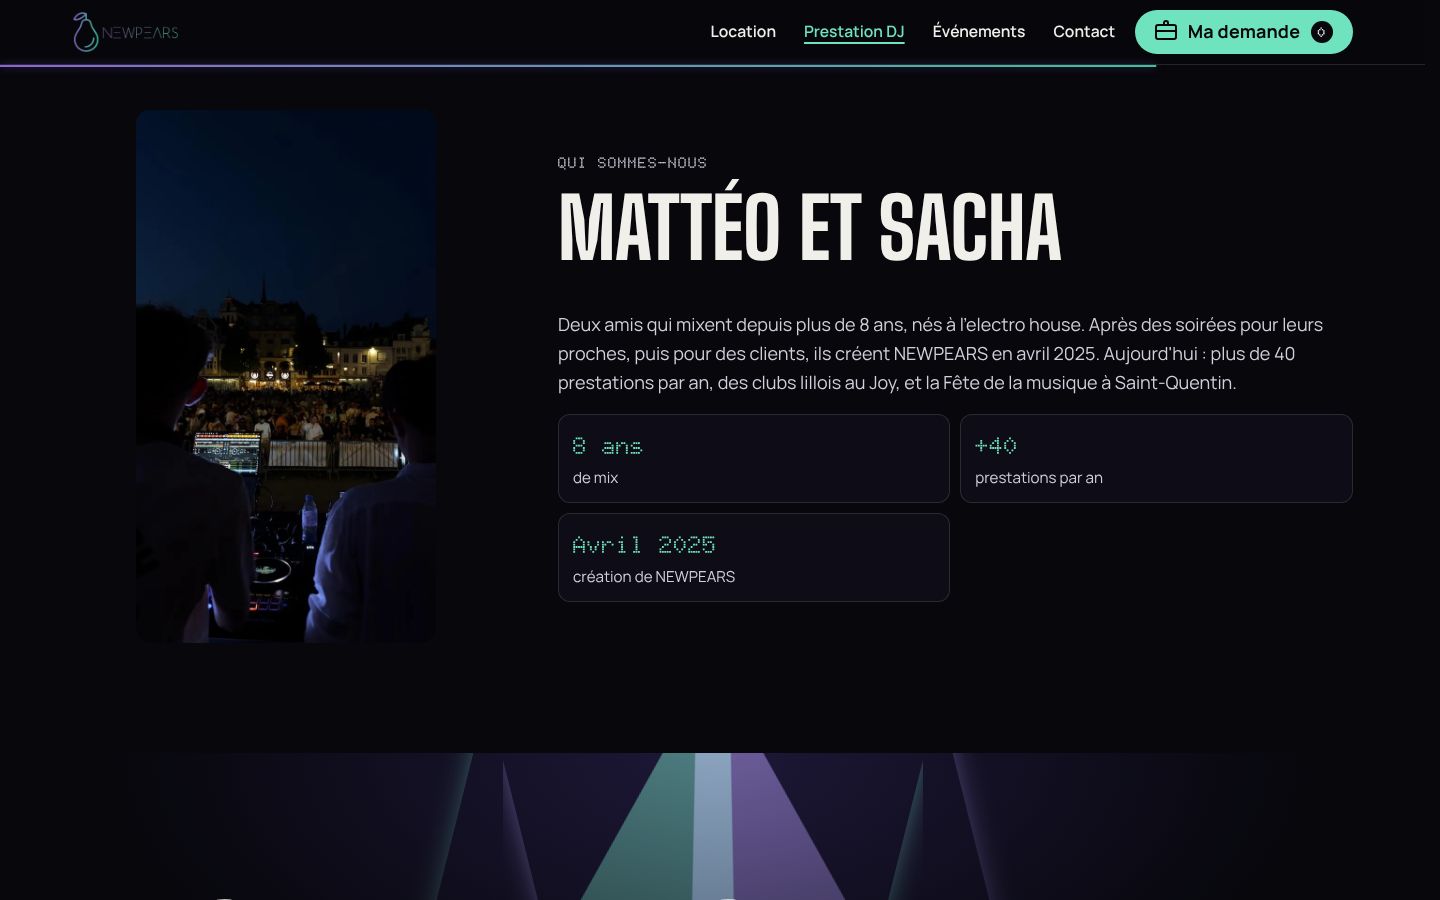 NEWPEARS
Location
Prestation DJ
Événements
Contact
Ma demande
0
QUI SOMMES-NOUS
MATTÉO ET SACHA
Deux amis qui mixent depuis plus de 8 ans, nés à l'electro house. Après des soirées pour leurs
proches, puis pour des clients, ils créent NEWPEARS en avril 2025. Aujourd'hui : plus de 40
prestations par an, des clubs lillois au Joy, et la Fête de la musique à Saint-Quentin.
8 ans
de mix
+40
prestations par an
Avril 2025
création de NEWPEARS